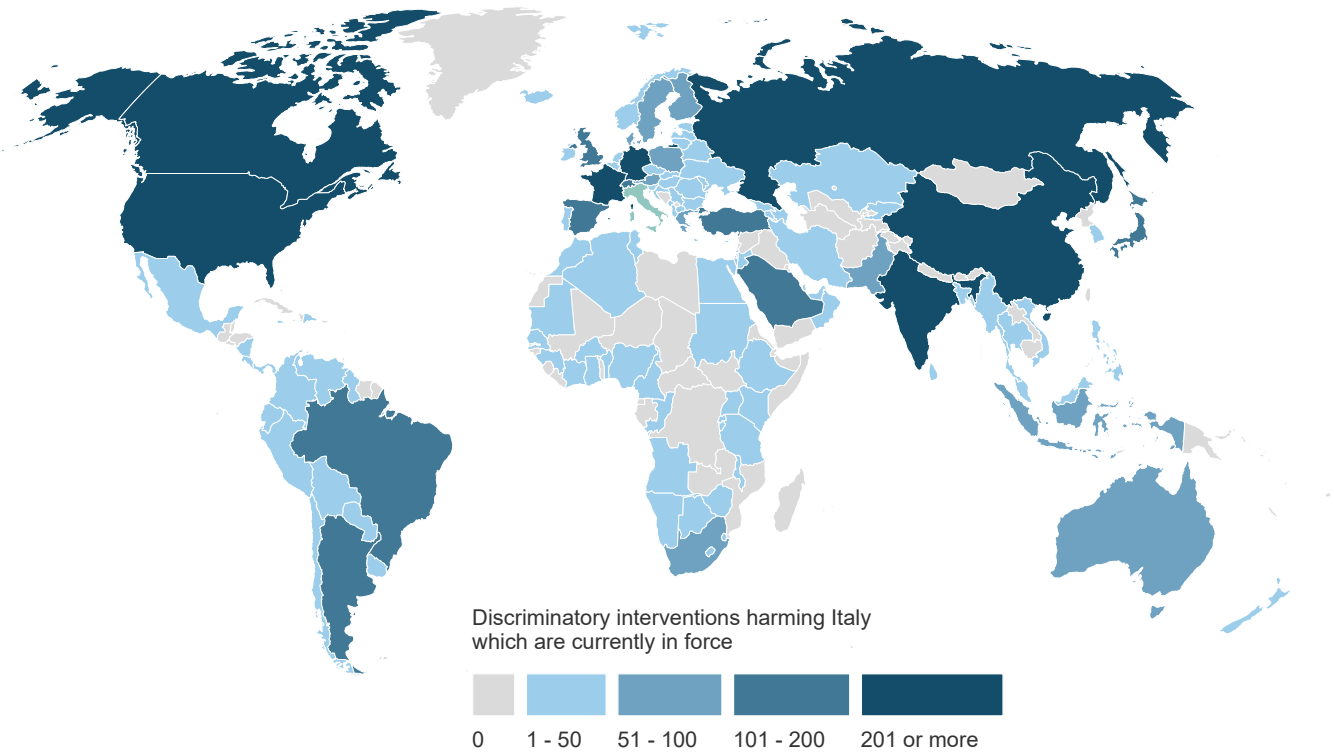 Discriminatory interventions harming Italy
which are currently in force
0 1 - 50 51 - 100 101 - 200 201 or more